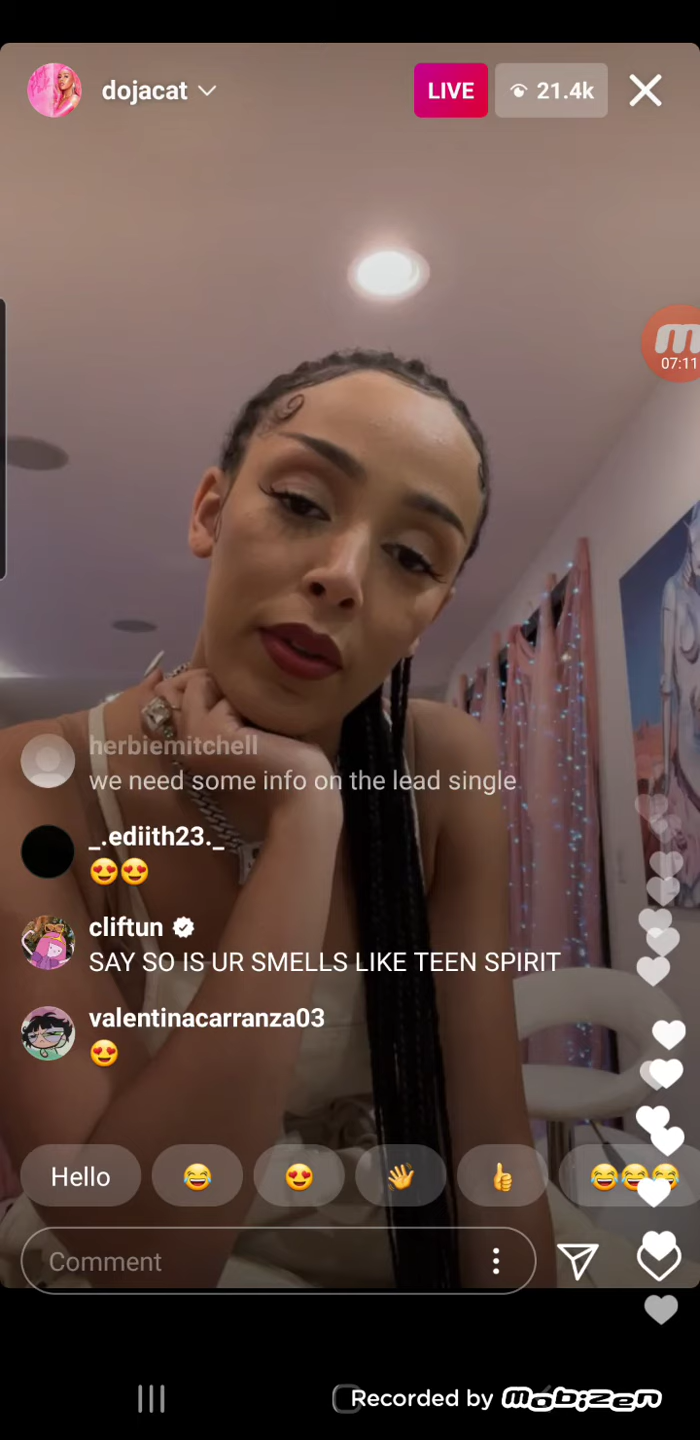 dojacat
LIVE
21.4k
07:11
herbiemitchell
we need some info on the lead single
_.ediith23._
😍😍
cliftun
SAY SO IS UR SMELLS LIKE TEEN SPIRIT
valentinacarranza03
😍
Hello 😂 😍 👋 👍 😂😂😂
Comment
Recorded by mobizen